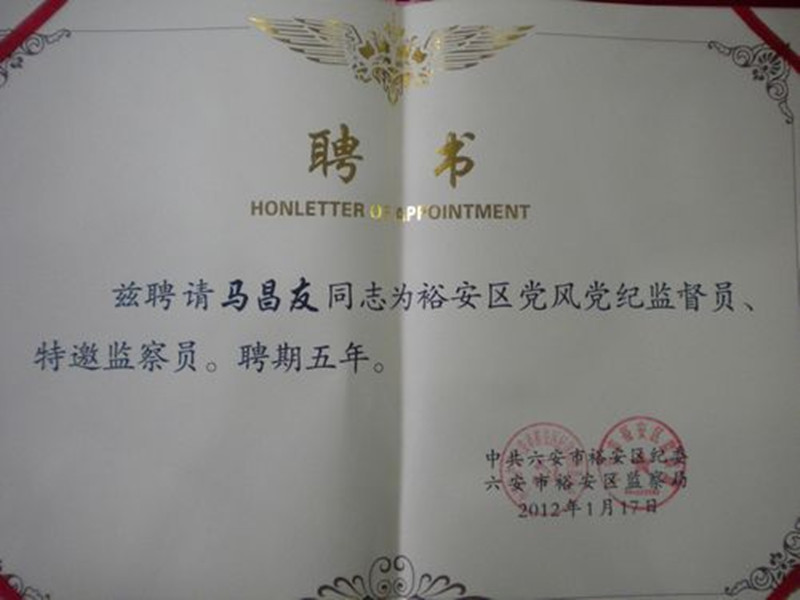 聘书
HONLETTER OF APPOINTMENT
兹聘请马昌友同志为裕安区党风党纪监督员、
特邀监察员。聘期五年。
中共六安市裕安区纪委
六安市裕安区监察局
2012年1月17日